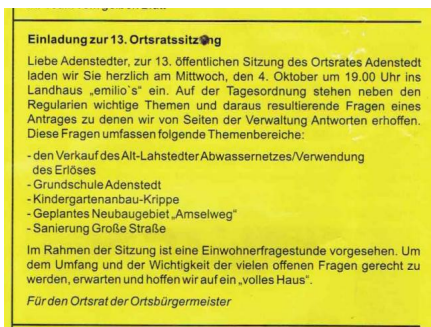 Einladung zur 13. Ortsratssitzung
Liebe Adenstedter, zur 13. öffentlichen Sitzung des Ortsrates Adenstedt
laden wir Sie herzlich am Mittwoch, den 4. Oktober um 19.00 Uhr ins
Landhaus „emilio`s“ ein. Auf der Tagesordnung stehen neben den
Regularien wichtige Themen und daraus resultierende Fragen eines
Antrages zu denen wir von Seiten der Verwaltung Antworten erhoffen.
Diese Fragen umfassen folgende Themenbereiche:
- den Verkauf des Alt-Lahstedter Abwassernetzes/Verwendung
des Erlöses
- Grundschule Adenstedt
- Kindergartenanbau-Krippe
- Geplantes Neubaugebiet „Amselweg“
- Sanierung Große Straße
Im Rahmen der Sitzung ist eine Einwohnerfragestunde vorgesehen. Um
dem Umfang und der Wichtigkeit der vielen offenen Fragen gerecht zu
werden, erwarten und hoffen wir auf ein „volles Haus“.
Für den Ortsrat der Ortsbürgermeister